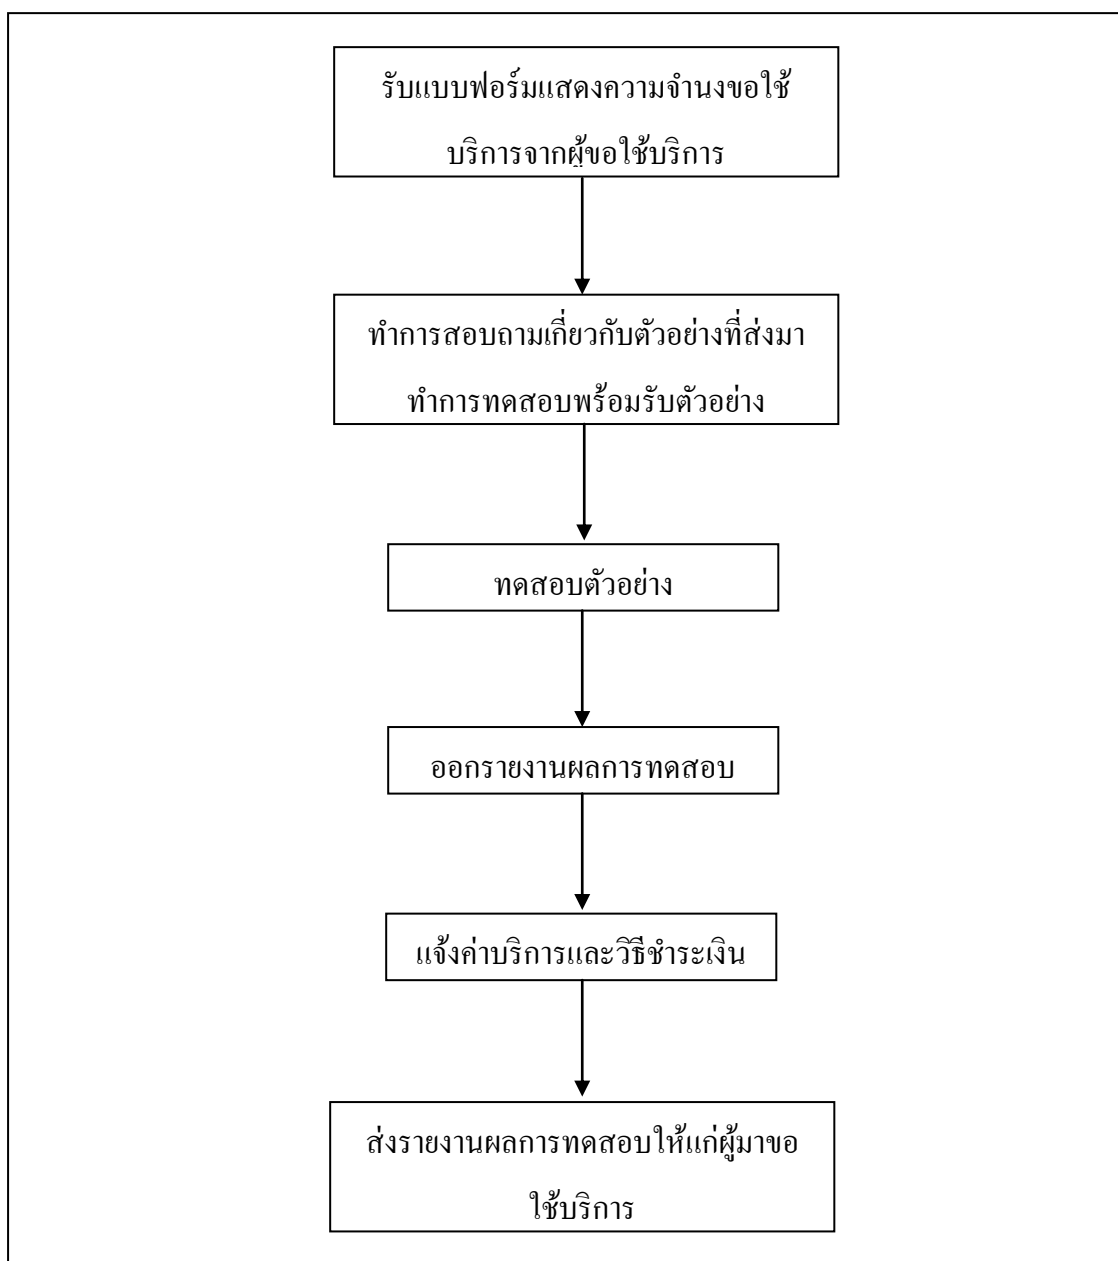 รับแบบฟอร์มแสดงความจำนงขอใช้
บริการจากผู้ขอใช้บริการ
ทำการสอบถามเกี่ยวกับตัวอย่างที่ส่งมา
ทำการทดสอบพร้อมรับตัวอย่าง
ทดสอบตัวอย่าง
ออกรายงานผลการทดสอบ
แจ้งค่าบริการและวิธีชำระเงิน
ส่งรายงานผลการทดสอบให้แก่ผู้มาขอ
ใช้บริการ